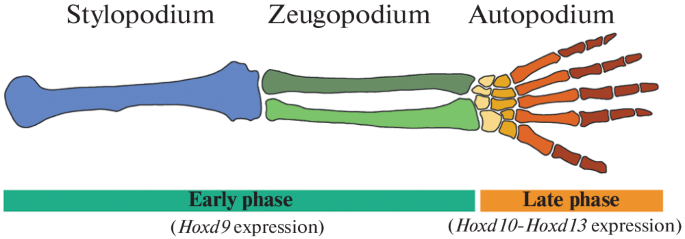 Stylopodium Zeugopodium Autopodium
Early phase Late phase
(Hoxd9 expression) (Hoxd10-Hoxd13 expression)